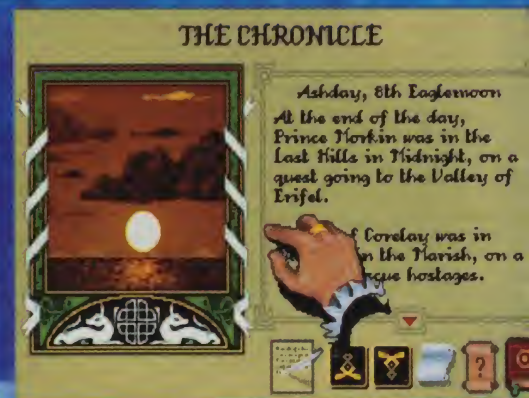 THE CHRONICLE
Ashday, 8th Eaglemoon
At the end of the day,
Prince Morkin was in the
Last Hills in Midnight, on a
quest going to the Valley of
Erifel.
f Corelay was in
n the Marish, on a
cue hostages.
?